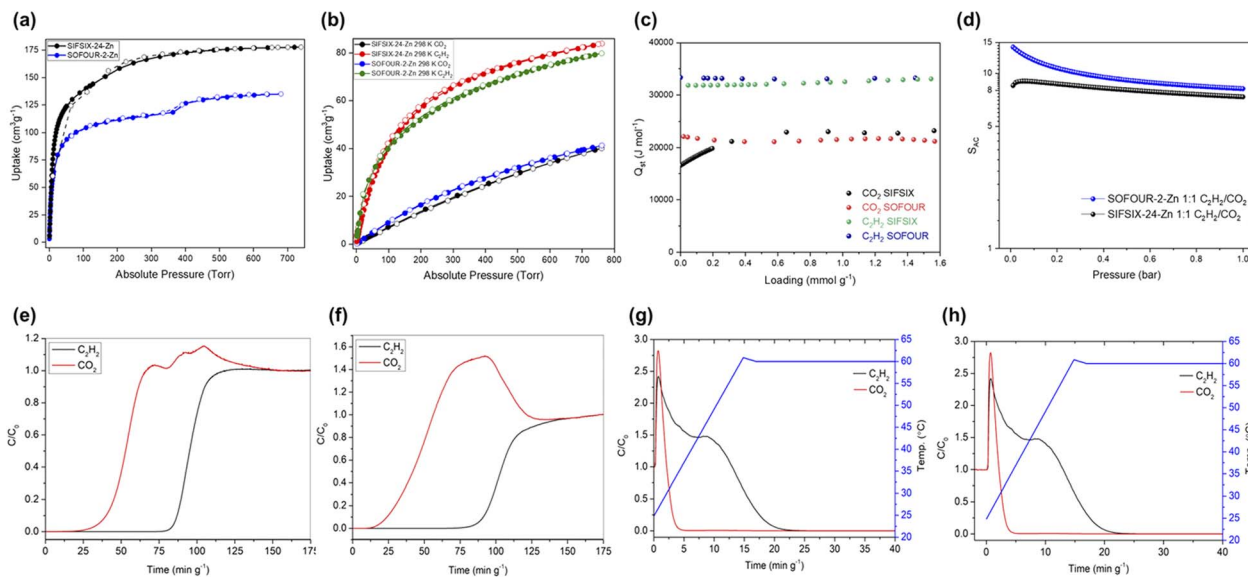 (a)
SIFSIX-24-Zn
SOFOUR-2-Zn
Uptake (cm³g⁻¹)
175
150
125
100
75
50
25
0
0 100 200 300 400 500 600 700
Absolute Pressure (Torr)
(b)
SIFSIX-24-Zn 298 K CO₂
SIFSIX-24-Zn 298 K C₂H₂
SOFOUR-2-Zn 298 K CO₂
SOFOUR-2-Zn 298 K C₂H₂
Uptake (cm³g⁻¹)
80
60
40
20
0
0 100 200 300 400 500 600 700 800
Absolute Pressure (Torr)
(c)
Qst (J mol⁻¹)
40000
30000
20000
10000
0
CO₂ SIFSIX
CO₂ SOFOUR
C₂H₂ SIFSIX
C₂H₂ SOFOUR
0.0 0.2 0.4 0.6 0.8 1.0 1.2 1.4 1.6
Loading (mmol g⁻¹)
(d)
S_AC
15
10
8
5
1
SOFOUR-2-Zn 1:1 C₂H₂/CO₂
SIFSIX-24-Zn 1:1 C₂H₂/CO₂
0.0 0.2 0.4 0.6 0.8 1.0
Pressure (bar)
(e)
C₂H₂
CO₂
C/C₀
1.2
1.0
0.8
0.6
0.4
0.2
0.0
0 25 50 75 100 125 150 175
Time (min g⁻¹)
(f)
C₂H₂
CO₂
C/C₀
1.6
1.4
1.2
1.0
0.8
0.6
0.4
0.2
0.0
0 25 50 75 100 125 150 175
Time (min g⁻¹)
(g)
C₂H₂
CO₂
C/C₀
3.0
2.5
2.0
1.5
1.0
0.5
0.0
65
60
55
50
45
40
35
30
25
20
15
Temp. (°C)
0 5 10 15 20 25 30 35 40
Time (min g⁻¹)
(h)
C₂H₂
CO₂
C/C₀
3.0
2.5
2.0
1.5
1.0
0.5
0.0
65
60
55
50
45
40
35
30
25
20
15
0 10 20 30 40
Time (min g⁻¹)